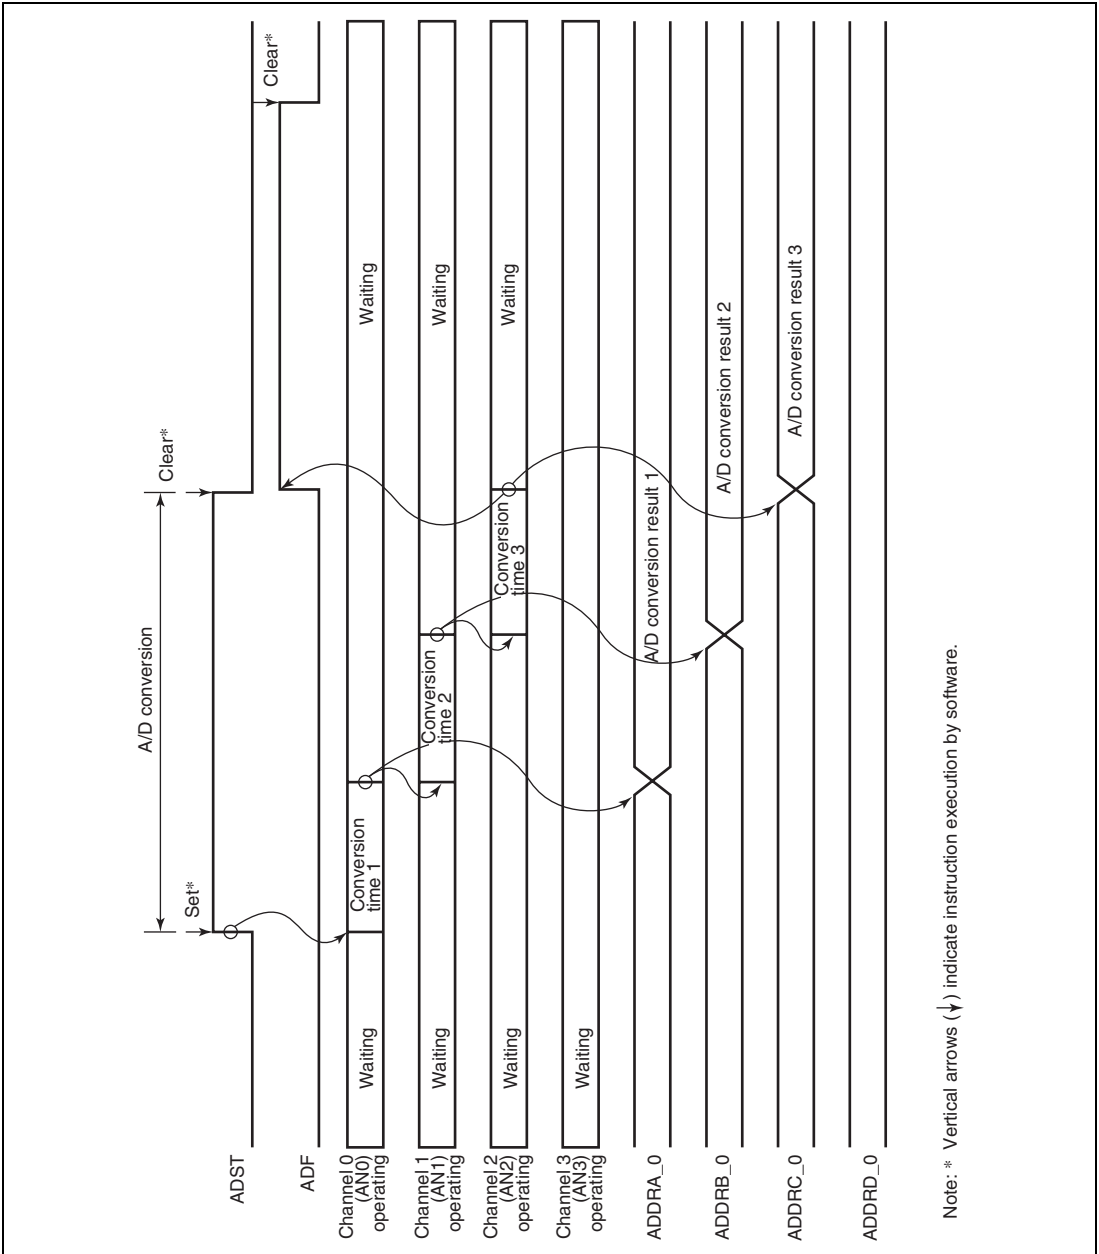 A/D conversion
Set*
Clear*
Clear*
ADST
ADF
Channel 0
(AN0)
operating
Waiting
Conversion
time 1
Waiting
Channel 1
(AN1)
operating
Waiting
Conversion
time 2
Waiting
Channel 2
(AN2)
operating
Waiting
Conversion
time 3
Waiting
Channel 3
(AN3)
operating
Waiting
ADDRA_0
A/D conversion result 1
ADDRB_0
A/D conversion result 2
ADDRC_0
A/D conversion result 3
ADDRD_0
Note: * Vertical arrows (↓) indicate instruction execution by software.